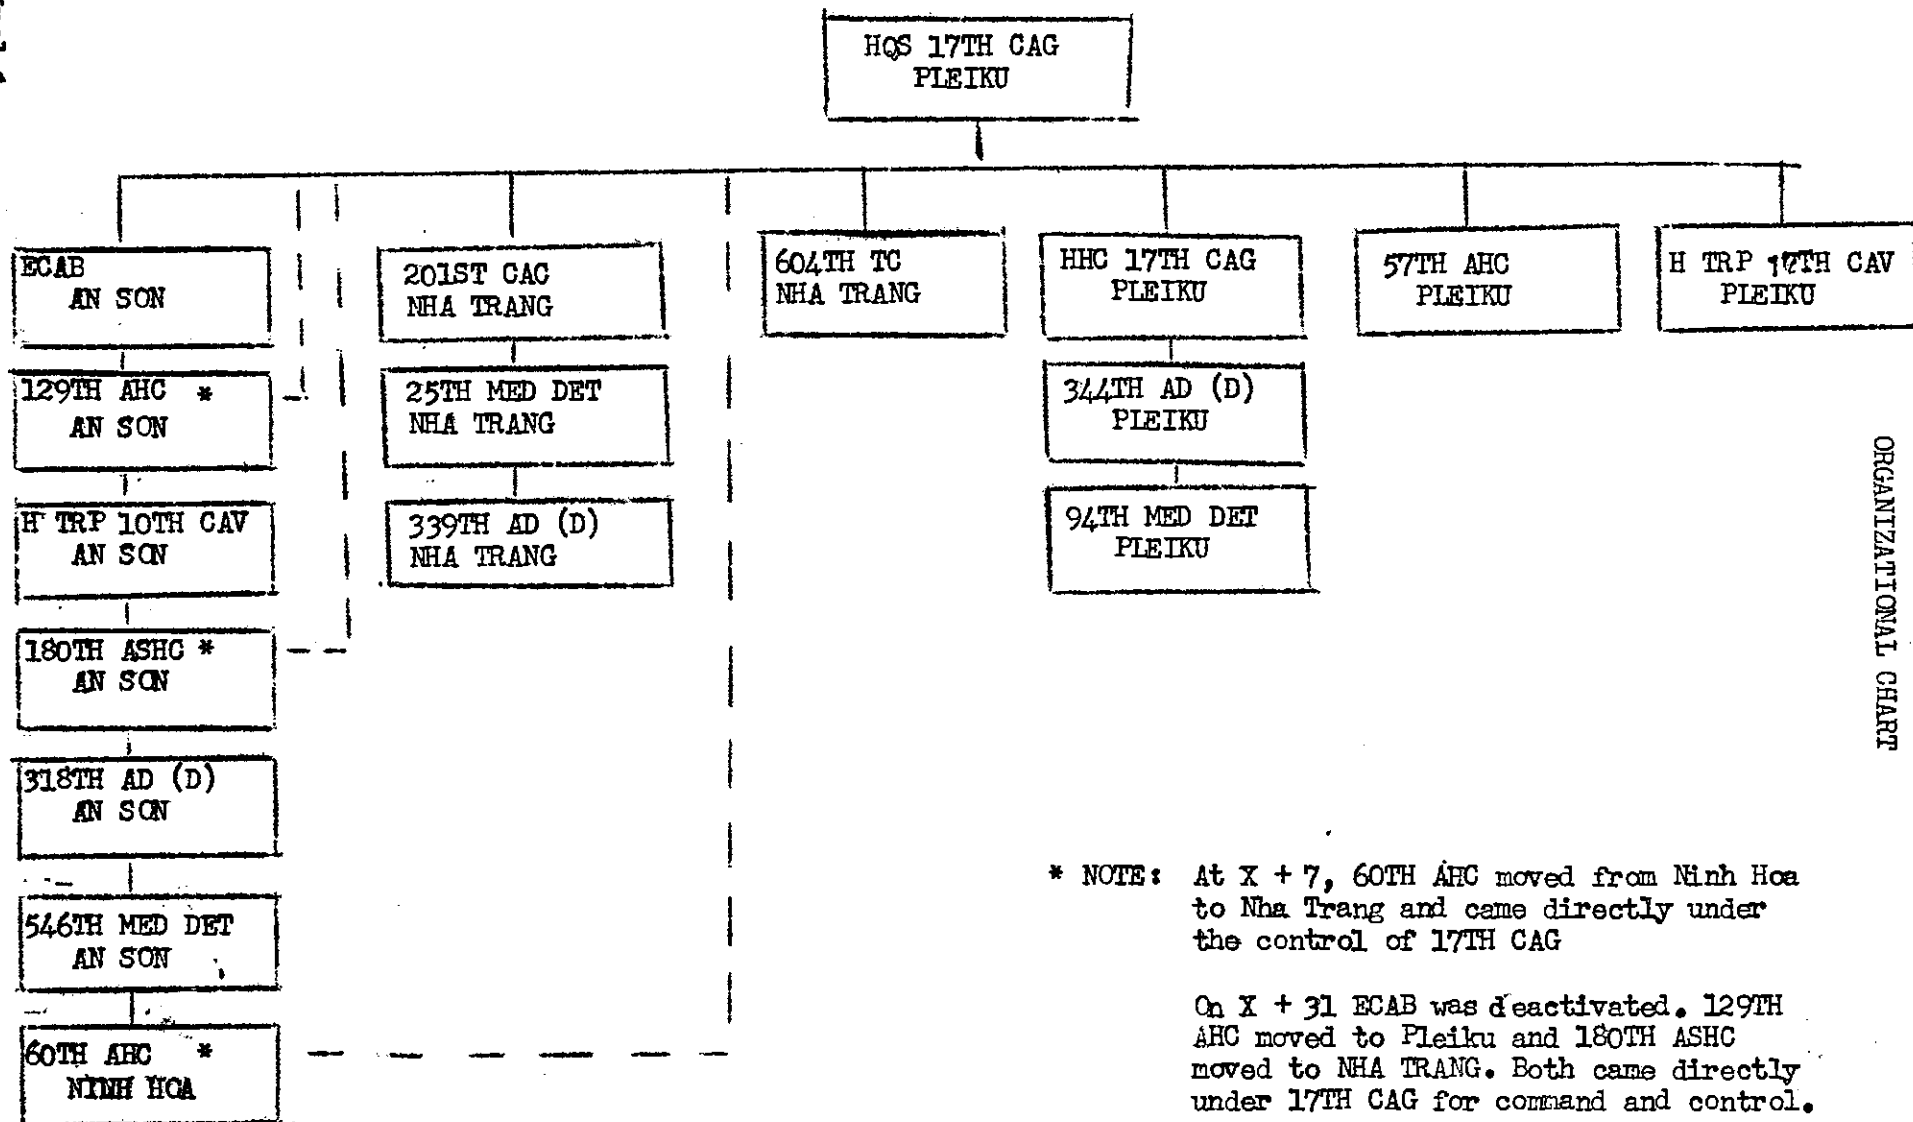 HQS 17TH CAG
PLEIKU
ECAB
AN SON
129TH AHC *
AN SON
H TRP 10TH CAV
AN SON
180TH ASHC *
AN SON
318TH AD (D)
AN SON
546TH MED DET
AN SON
60TH AHC *
NINH HOA
201ST CAC
NHA TRANG
25TH MED DET
NHA TRANG
339TH AD (D)
NHA TRANG
604TH TC
NHA TRANG
HHC 17TH CAG
PLEIKU
344TH AD (D)
PLEIKU
94TH MED DET
PLEIKU
57TH AHC
PLEIKU
H TRP CAV
PLEIKU
ORGANIZATIONAL CHART
* NOTE: At X + 7, 60TH AHC moved from Ninh Hoa
to Nha Trang and came directly under
the control of 17TH CAG
On X + 31 ECAB was deactivated. 129TH
AHC moved to Pleiku and 180TH ASHC
moved to NHA TRANG. Both came directly
under 17TH CAG for command and control.